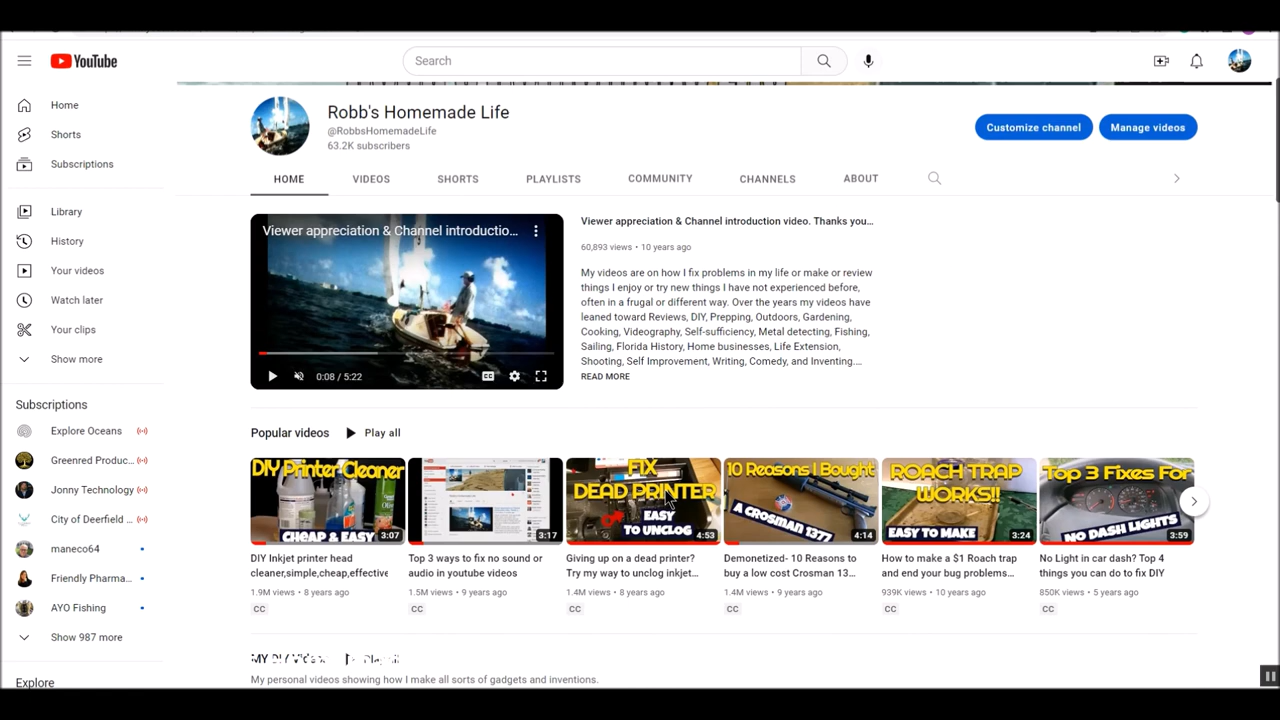 YouTube
Search
Home
Shorts
Subscriptions
Library
History
Your videos
Watch later
Your clips
Show more
Subscriptions
Explore Oceans
Greenred Produc...
Jonny Technology
City of Deerfield ...
maneco64
Friendly Pharma...
AYO Fishing
Show 987 more
Explore
Robb's Homemade Life
@RobbsHomemadeLife
63.2K subscribers
Customize channel
Manage videos
HOME
VIDEOS
SHORTS
PLAYLISTS
COMMUNITY
CHANNELS
ABOUT
Viewer appreciation & Channel introductio...
0:08 / 5:22
CC
Viewer appreciation & Channel introduction video. Thanks you...
60,893 views • 10 years ago
My videos are on how I fix problems in my life or make or review
things I enjoy or try new things I have not experienced before,
often in a frugal or different way. Over the years my videos have
leaned toward Reviews, DIY, Prepping, Outdoors, Gardening,
Cooking, Videography, Self-sufficiency, Metal detecting, Fishing,
Sailing, Florida History, Home businesses, Life Extension,
Shooting, Self Improvement, Writing, Comedy, and Inventing....
READ MORE
Popular videos
Play all
DIY Printer Cleaner
CHEAP & EASY
3:07
DIY Inkjet printer head
cleaner,simple,cheap,effective
1.9M views • 8 years ago
CC
3:17
Top 3 ways to fix no sound or
audio in youtube videos
1.5M views • 9 years ago
CC
FIX
DEAD PRINTER
EASY
TO UNCLOG
4:53
Giving up on a dead printer?
Try my way to unclog inkjet...
1.4M views • 8 years ago
CC
10 Reasons I Bought
A CROSMAN 1377
4:14
Demonetized- 10 Reasons to
buy a low cost Crosman 13...
1.4M views • 9 years ago
CC
ROACH TRAP
WORKS!!
EASY TO MAKE
3:24
How to make a $1 Roach trap
and end your bug problems...
939K views • 10 years ago
CC
Top 3 Fixes For
NO DASH LIGHTS
3:59
No Light in car dash? Top 4
things you can do to fix DIY
850K views • 5 years ago
CC
MY DIY Videos
Play all
My personal videos showing how I make all sorts of gadgets and inventions.